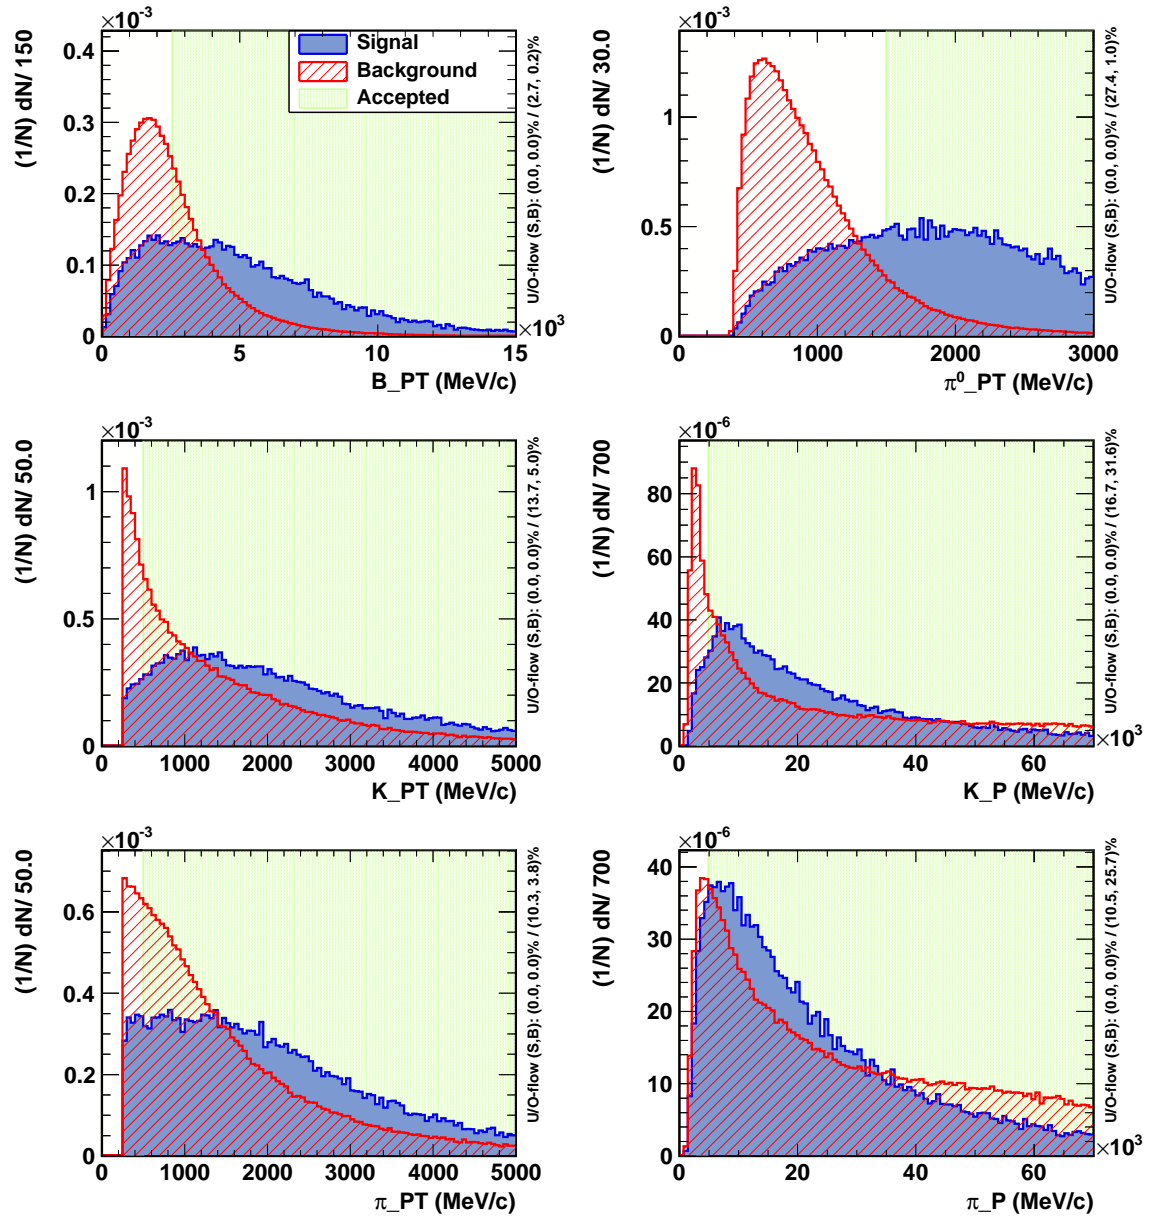 ×10⁻³
(1/N) dN/ 150
0.4
0.3
0.2
0.1
0
0 5 10 15
×10³
B_PT (MeV/c)
U/O-flow (S,B): (0.0, 0.0)% / (2.7, 0.2)%
Signal
Background
Accepted
×10⁻³
(1/N) dN/ 30.0
1
0.5
0
0 1000 2000 3000
π⁰_PT (MeV/c)
U/O-flow (S,B): (0.0, 0.0)% / (27.4, 1.0)%
×10⁻³
(1/N) dN/ 50.0
1
0.5
0
0 1000 2000 3000 4000 5000
K_PT (MeV/c)
U/O-flow (S,B): (0.0, 0.0)% / (13.7, 5.0)%
×10⁻⁶
(1/N) dN/ 700
80
60
40
20
0
0 20 40 60
×10³
K_P (MeV/c)
U/O-flow (S,B): (0.0, 0.0)% / (16.7, 31.6)%
×10⁻³
(1/N) dN/ 50.0
0.6
0.4
0.2
0
0 1000 2000 3000 4000 5000
π_PT (MeV/c)
U/O-flow (S,B): (0.0, 0.0)% / (10.3, 3.8)%
×10⁻⁶
(1/N) dN/ 700
40
30
20
10
0
0 20 40 60
×10³
π_P (MeV/c)
U/O-flow (S,B): (0.0, 0.0)% / (10.5, 25.7)%